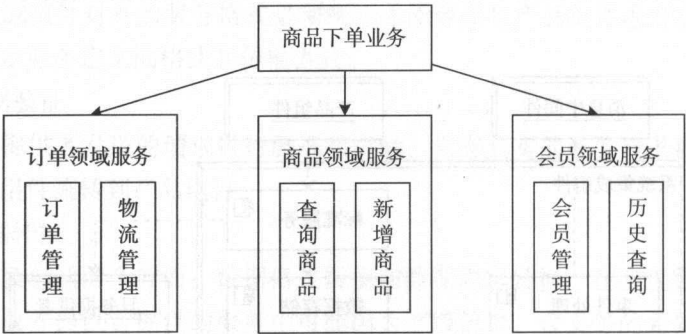 商品下单业务
订单领域服务
订单管理
物流管理
商品领域服务
查询商品
新增商品
会员领域服务
会员管理
历史查询